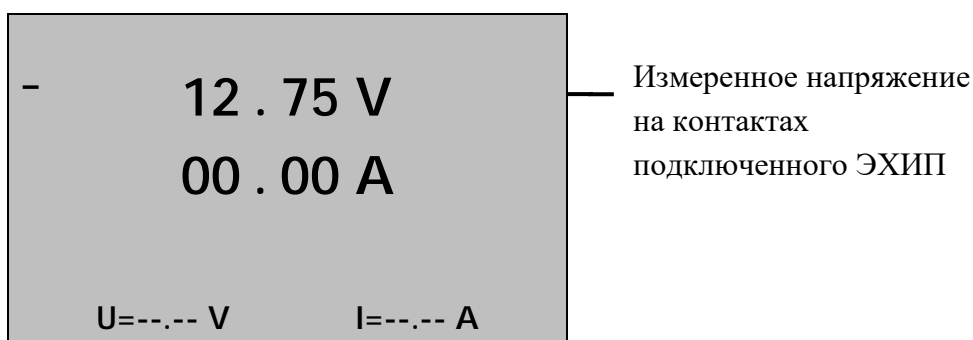 – 12 . 75 V
00 . 00 A
U=--.-- V I=--.-- A
Измеренное напряжение
на контактах
подключенного ЭХИП